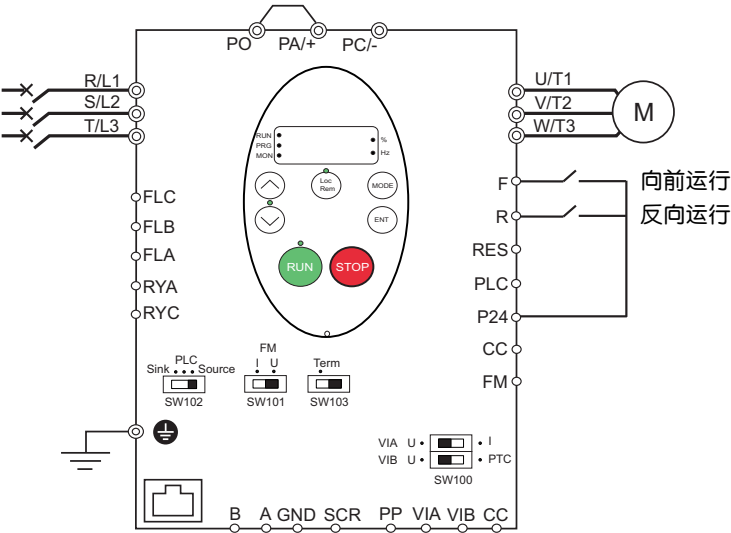 PO PA/+ PC/-
R/L1
S/L2
T/L3
U/T1
V/T2
W/T3
M
RUN
PRG
MON
%
Hz
Loc
Rem
MODE
ENT
RUN
STOP
FLC
FLB
FLA
RYA
RYC
F
R
RES
PLC
P24
CC
FM
向前运行
反向运行
PLC
Sink Source
SW102
FM
I U
SW101
Term
SW103
VIA U I
VIB U PTC
SW100
B A GND SCR PP VIA VIB CC